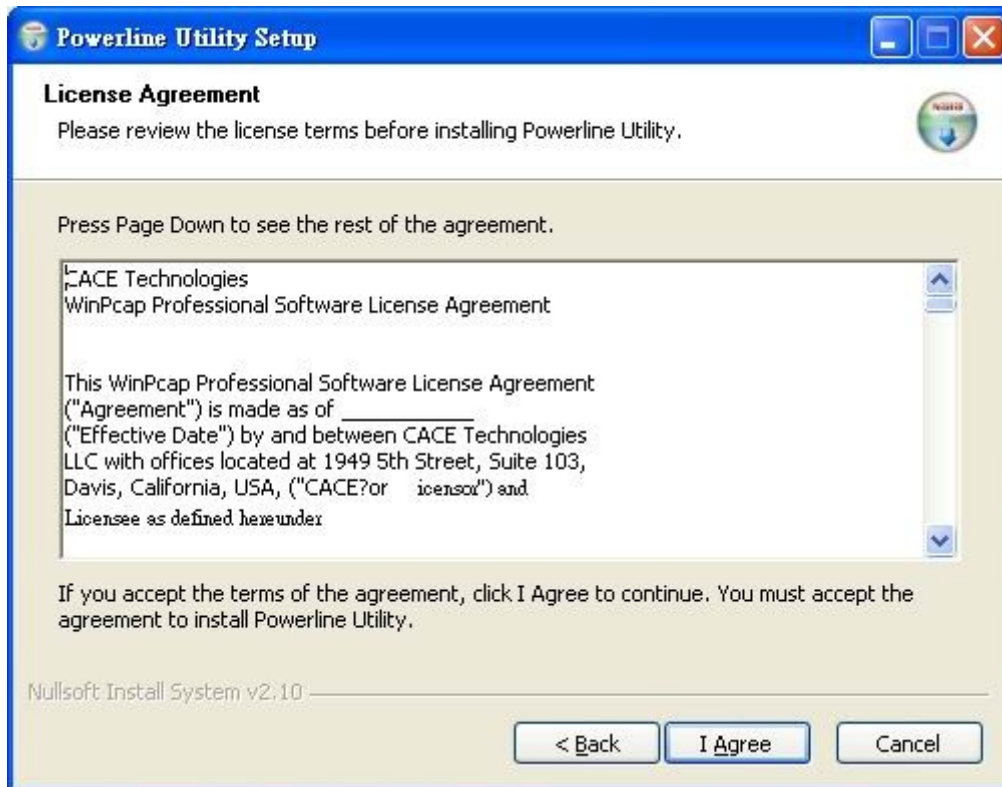 Powerline Utility Setup
License Agreement
Please review the license terms before installing Powerline Utility.
Press Page Down to see the rest of the agreement.
CACE Technologies
WinPcap Professional Software License Agreement
This WinPcap Professional Software License Agreement
("Agreement") is made as of ___________
("Effective Date") by and between CACE Technologies
LLC with offices located at 1949 5th Street, Suite 103,
Davis, California, USA, ("CACE?or icensor") and
Licensee as defined hereunder
If you accept the terms of the agreement, click I Agree to continue. You must accept the
agreement to install Powerline Utility.
Nullsoft Install System v2.10
< Back
I Agree
Cancel